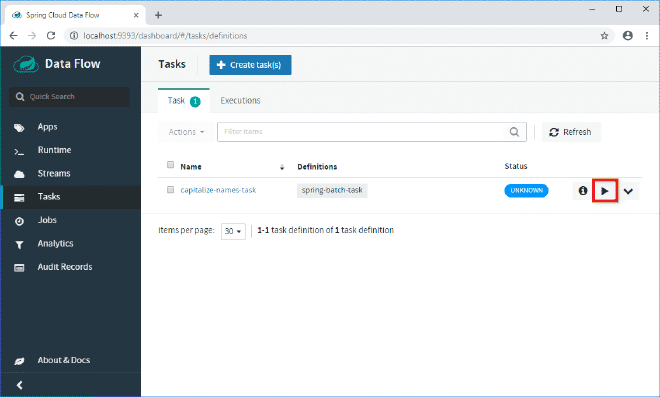 Spring Cloud Data Flow
localhost:9393/dashboard/#/tasks/definitions
Data Flow
Quick Search
Apps
Runtime
Streams
Tasks
Jobs
Analytics
Audit Records
About & Docs
Tasks
Create task(s)
Task 1
Executions
Actions
Filter items
Refresh
Name
Definitions
Status
capitalize-names-task
spring-batch-task
UNKNOWN
Items per page: 30
1-1 task definition of 1 task definition